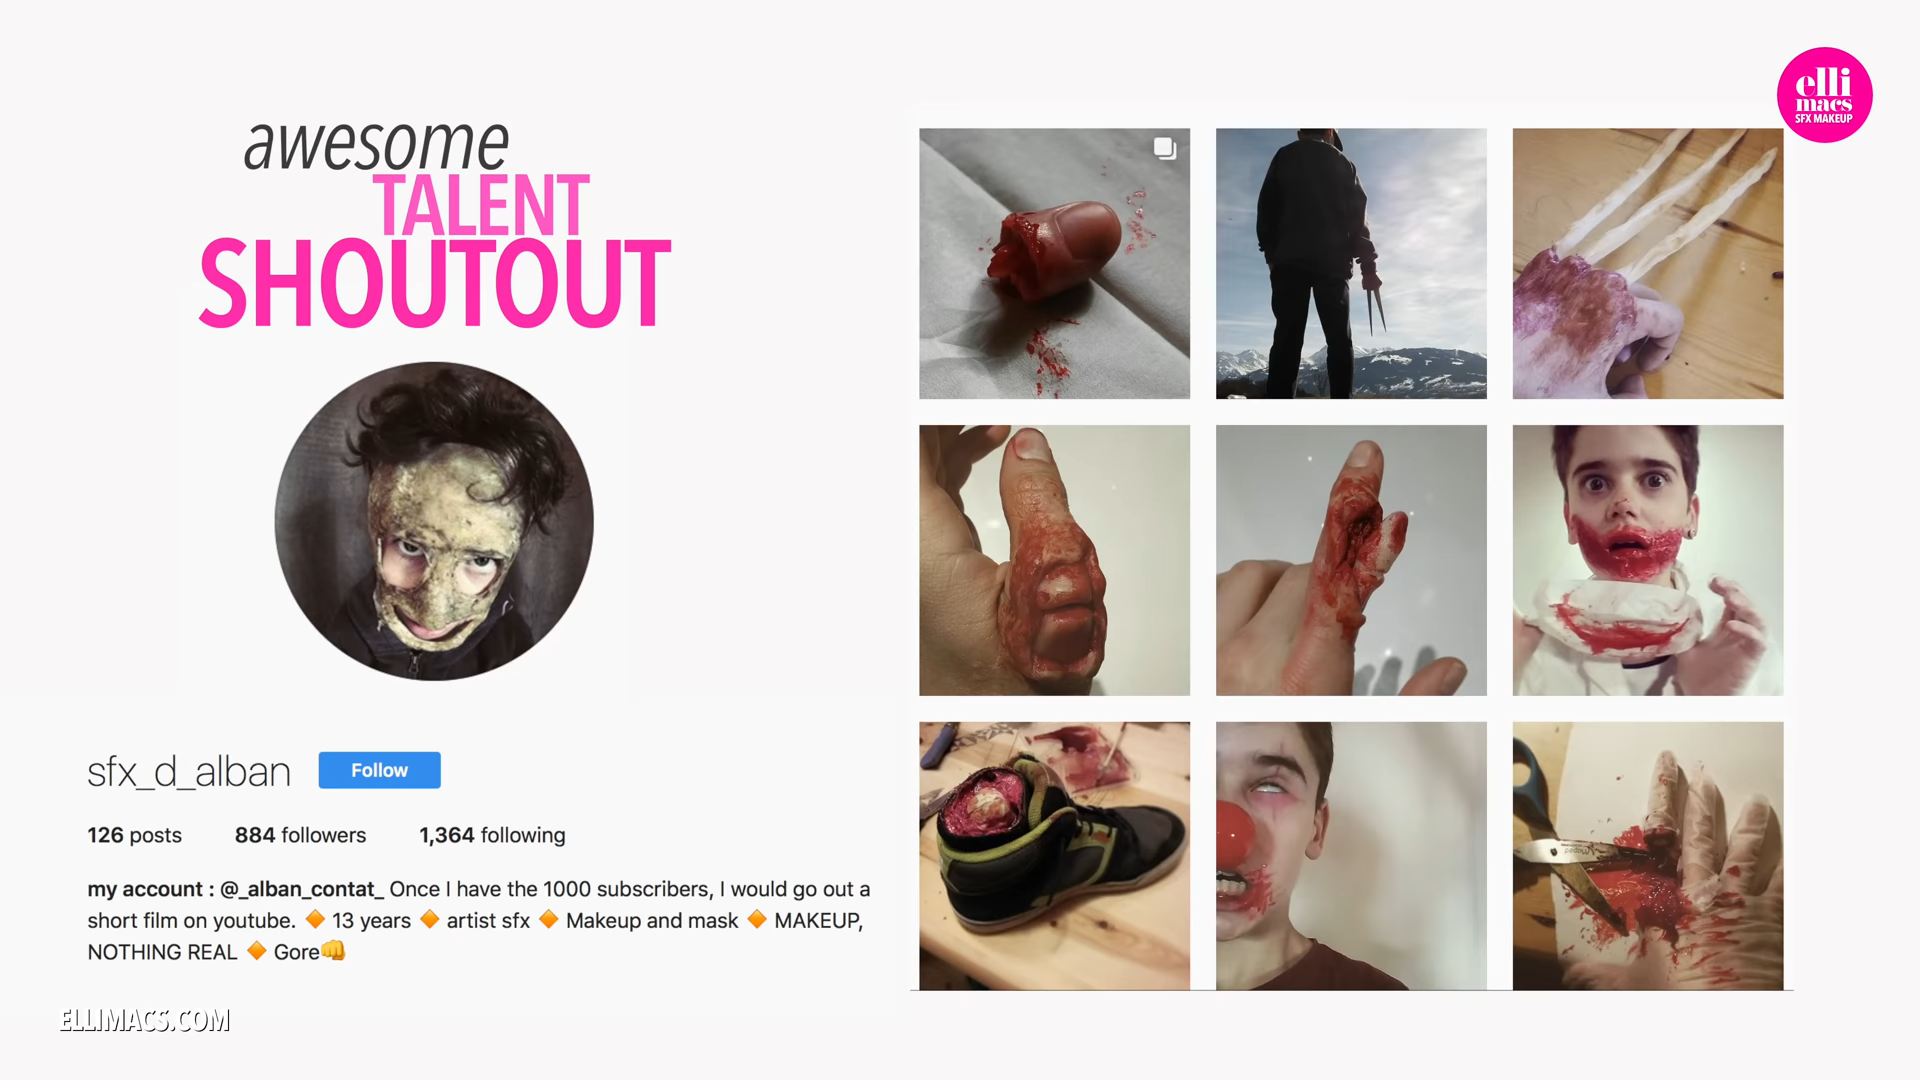 awesome
TALENT
SHOUTOUT
elli
macs
SFX MAKEUP
sfx_d_alban
Follow
126 posts 884 followers 1,364 following
my account : @_alban_contat_ Once I have the 1000 subscribers, I would go out a
short film on youtube. 🔶 13 years 🔶 artist sfx 🔶 Makeup and mask 🔶 MAKEUP,
NOTHING REAL 🔶 Gore👊
ELLIMACS.COM